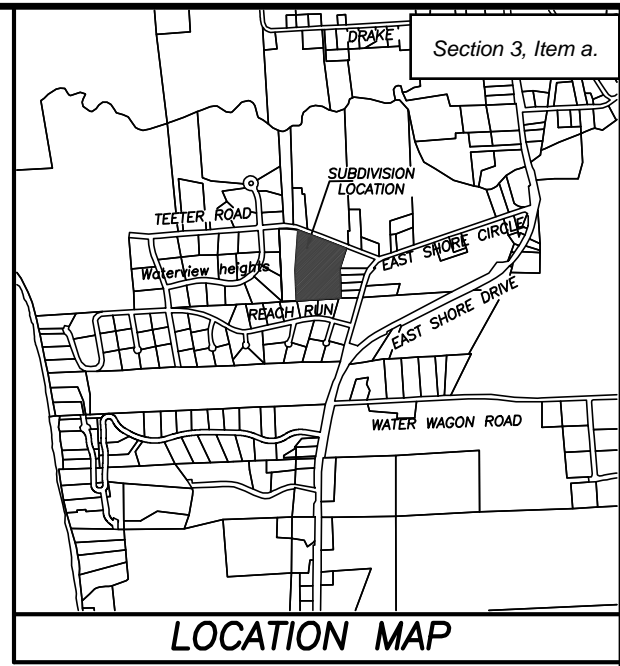 DRAKE
Section 3, Item a.
SUBDIVISION
LOCATION
TEETER ROAD
EAST SHORE CIRCLE
Waterview heights
REACH RUN
EAST SHORE DRIVE
WATER WAGON ROAD
LOCATION MAP